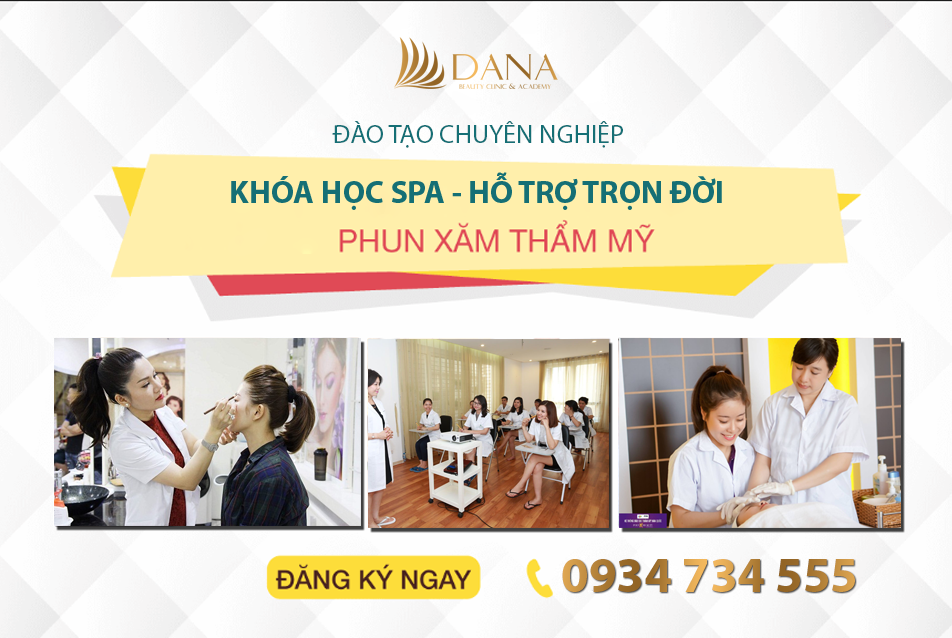 DANA
BEAUTY CLINIC & ACADEMY
ĐÀO TẠO CHUYÊN NGHIỆP
KHÓA HỌC SPA - HỖ TRỢ TRỌN ĐỜI
PHUN XĂM THẨM MỸ
ĐĂNG KÝ NGAY
0934 734 555